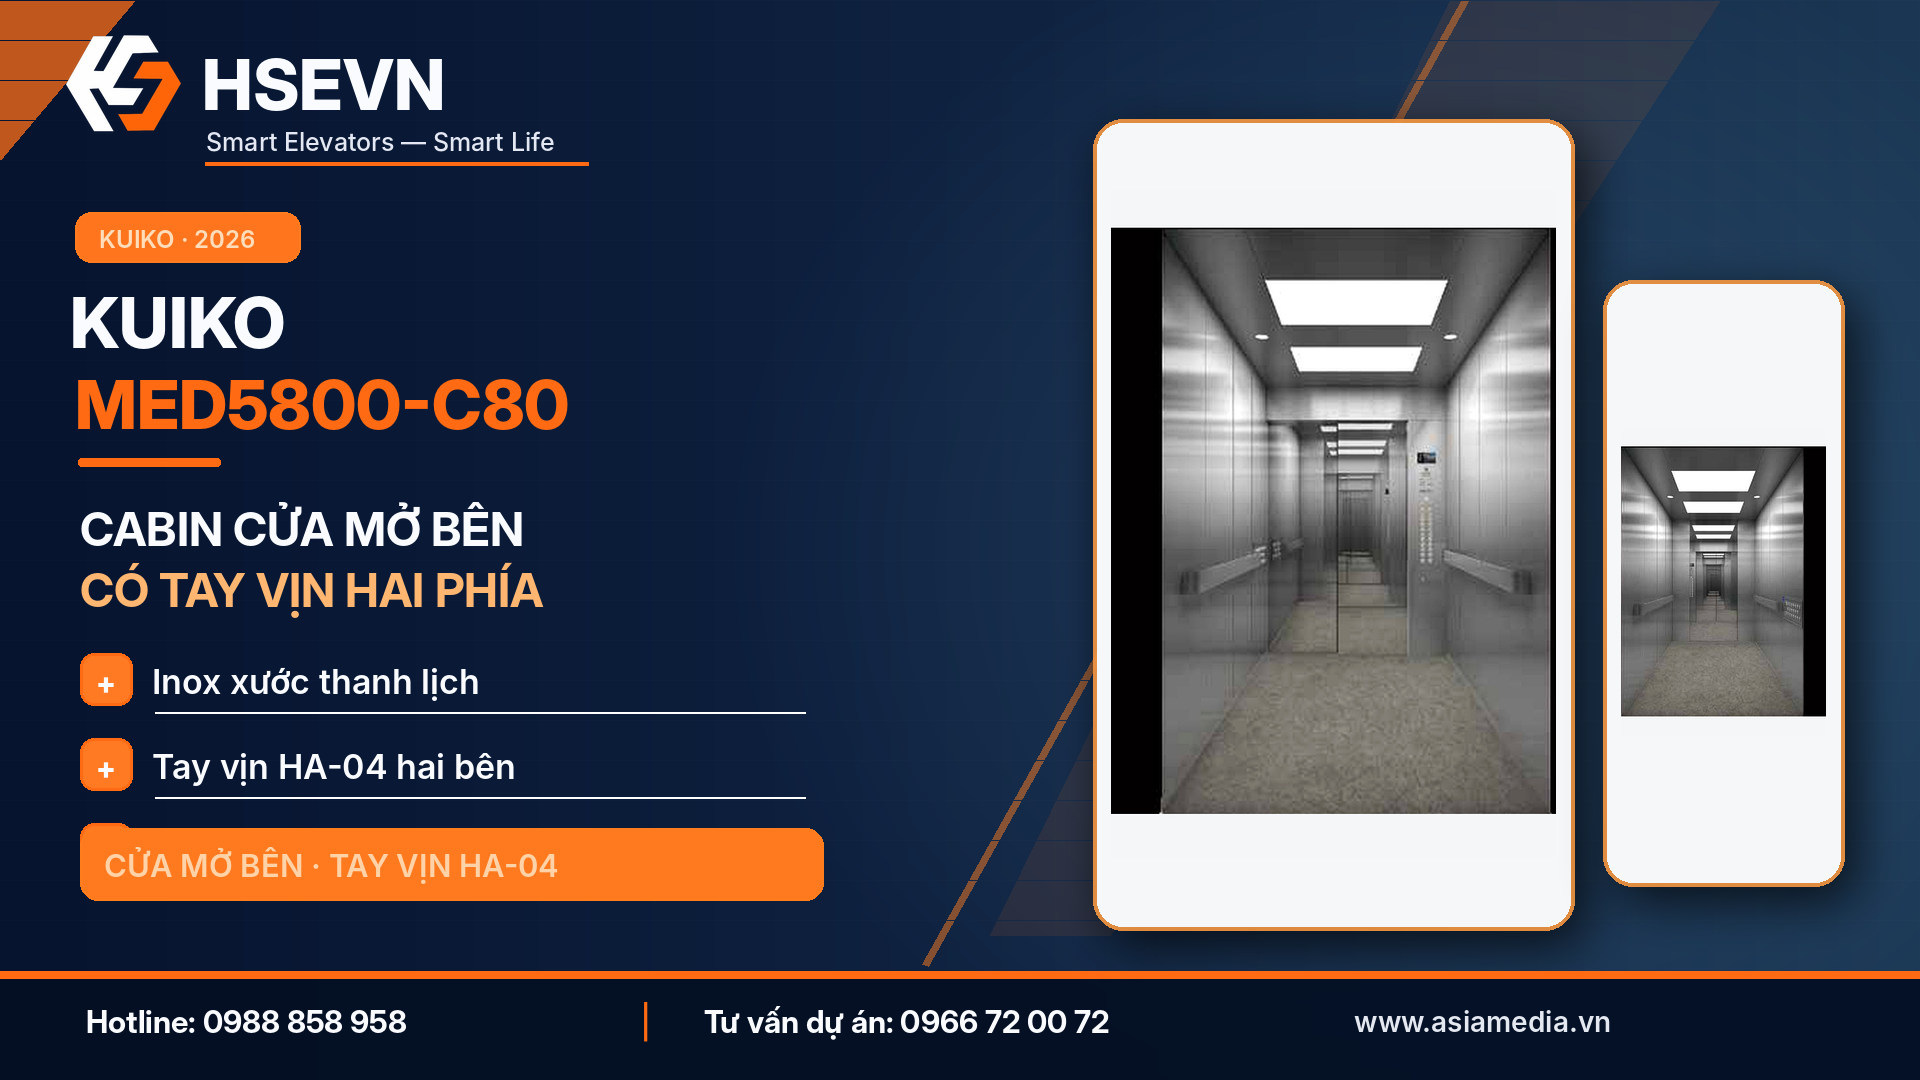 HSEVN
Smart Elevators — Smart Life
KUIKO · 2026
KUIKO
MED5800-C80
CABIN CỬA MỞ BÊN
CÓ TAY VỊN HAI PHÍA
+ Inox xước thanh lịch
+ Tay vịn HA-04 hai bên
CỬA MỞ BÊN · TAY VỊN HA-04
Hotline: 0988 858 958
Tư vấn dự án: 0966 72 00 72
www.asiamedia.vn